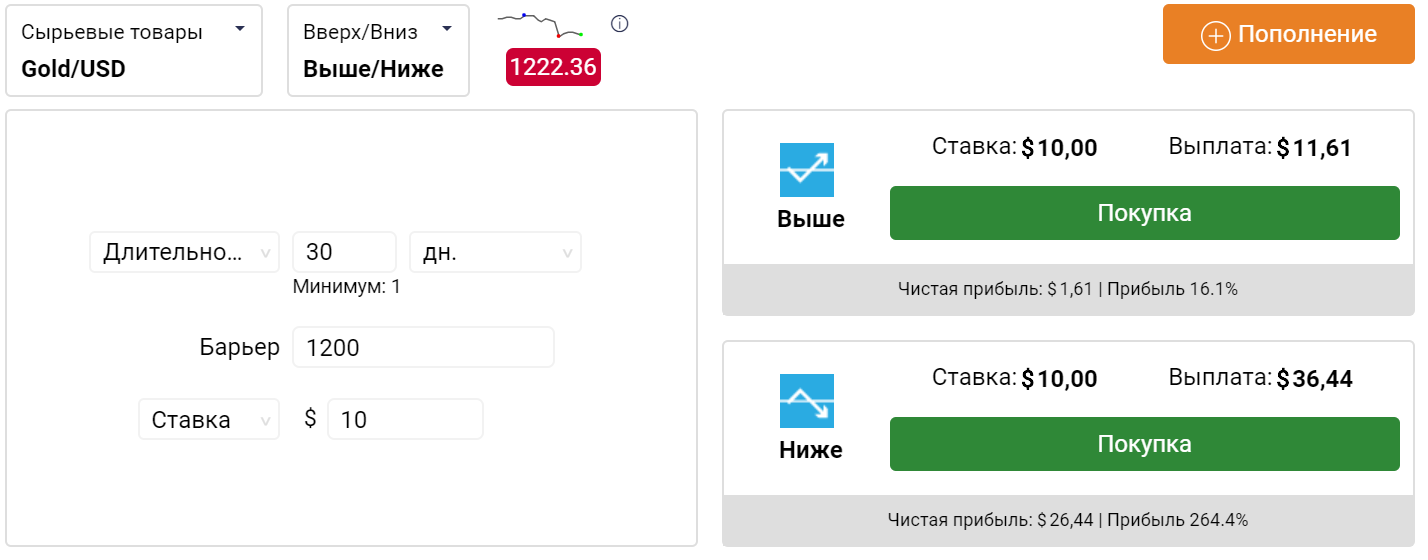 Сырьевые товары
Gold/USD
Вверх/Вниз
Выше/Ниже
1222.36
Пополнение
Длительно... 30 дн.
Минимум: 1
Барьер 1200
Ставка $ 10
Ставка: $10,00 Выплата: $11,61
Выше
Покупка
Чистая прибыль: $1,61 | Прибыль 16.1%
Ставка: $10,00 Выплата: $36,44
Ниже
Покупка
Чистая прибыль: $26,44 | Прибыль 264.4%